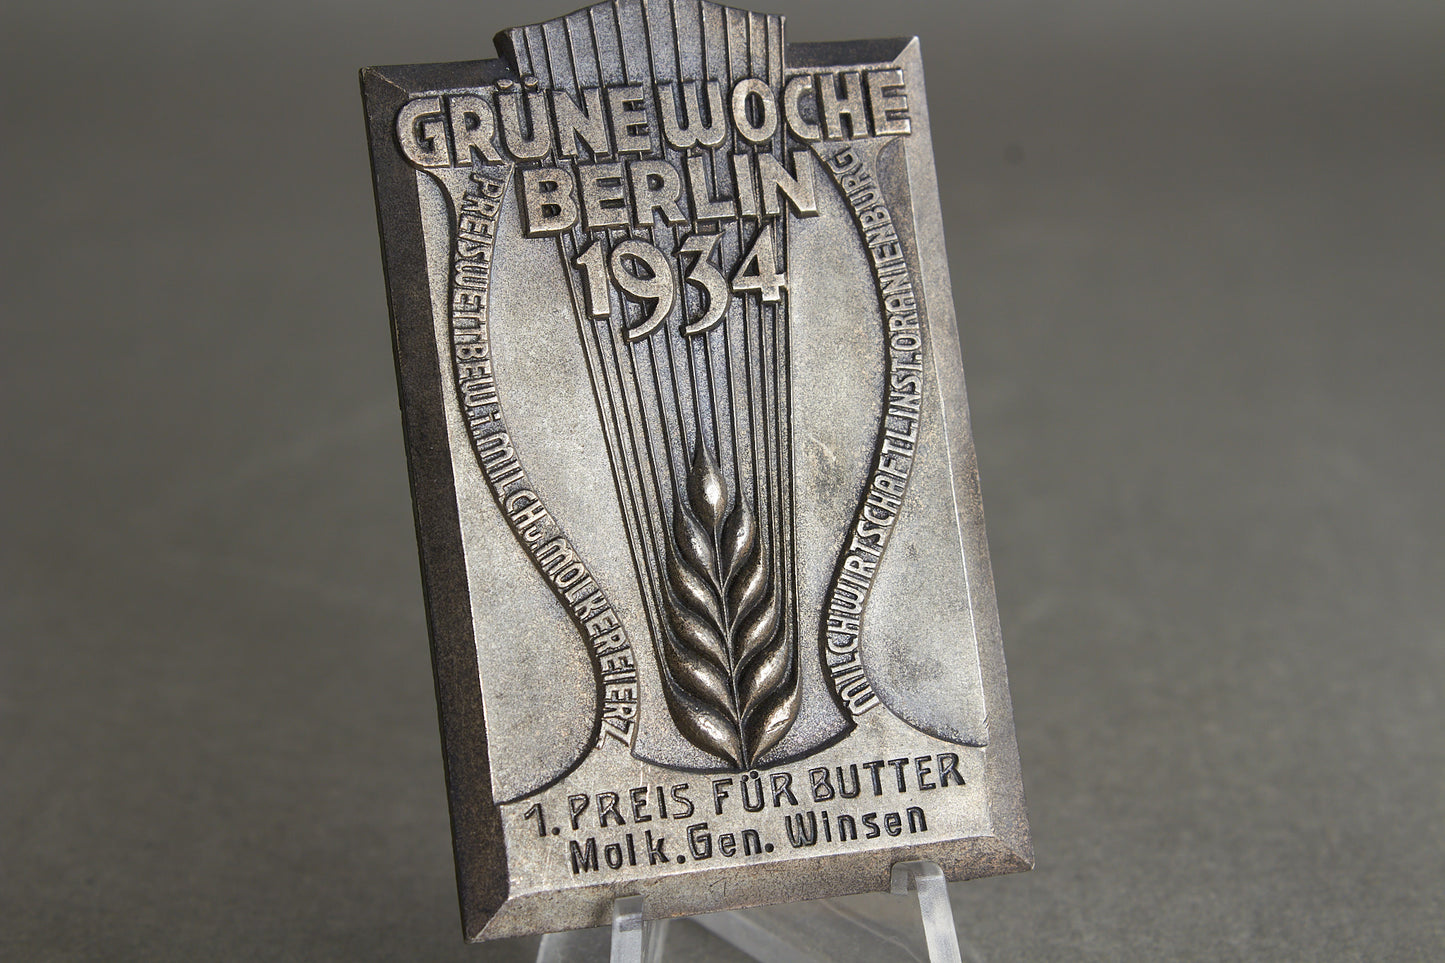 GRÜNE WOCHE
BERLIN
1934
PREISWETTBEW.I.MILCH.U.MOLKEREIERZ.
MILCHWIRTSCHAFTL.INST.ORANIENBURG
1. PREIS FÜR BUTTER
Molk. Gen. Winsen